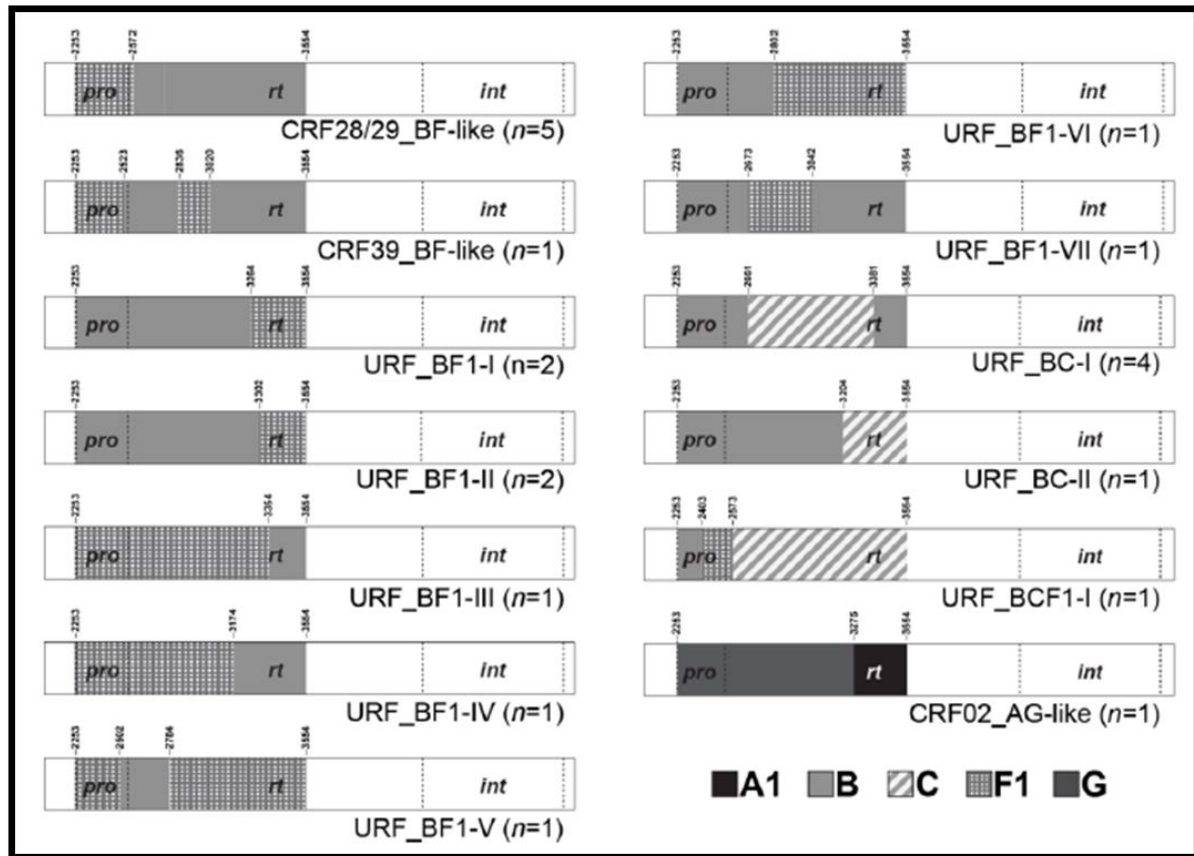 2253 2572 3554
pro rt int
CRF28/29_BF-like (n=5)
2253 2523 2835 3020 3554
pro rt int
CRF39_BF-like (n=1)
2253 3554
pro rt int
URF_BF1-I (n=2)
2253 3302 3554
pro rt int
URF_BF1-II (n=2)
2253 3354 3554
pro rt int
URF_BF1-III (n=1)
2253 3174 3554
pro rt int
URF_BF1-IV (n=1)
2253 3554
pro rt int
URF_BF1-V (n=1)
2253 2802 3554
pro rt int
URF_BF1-VI (n=1)
2253 2673 3042 3554
pro rt int
URF_BF1-VII (n=1)
2253 2661 3381 3554
pro rt int
URF_BC-I (n=4)
2253 3204 3554
pro rt int
URF_BC-II (n=1)
2253 2403 2573 3554
pro rt int
URF_BCF1-I (n=1)
2253 3275 3554
pro rt int
CRF02_AG-like (n=1)
A1 B C F1 G